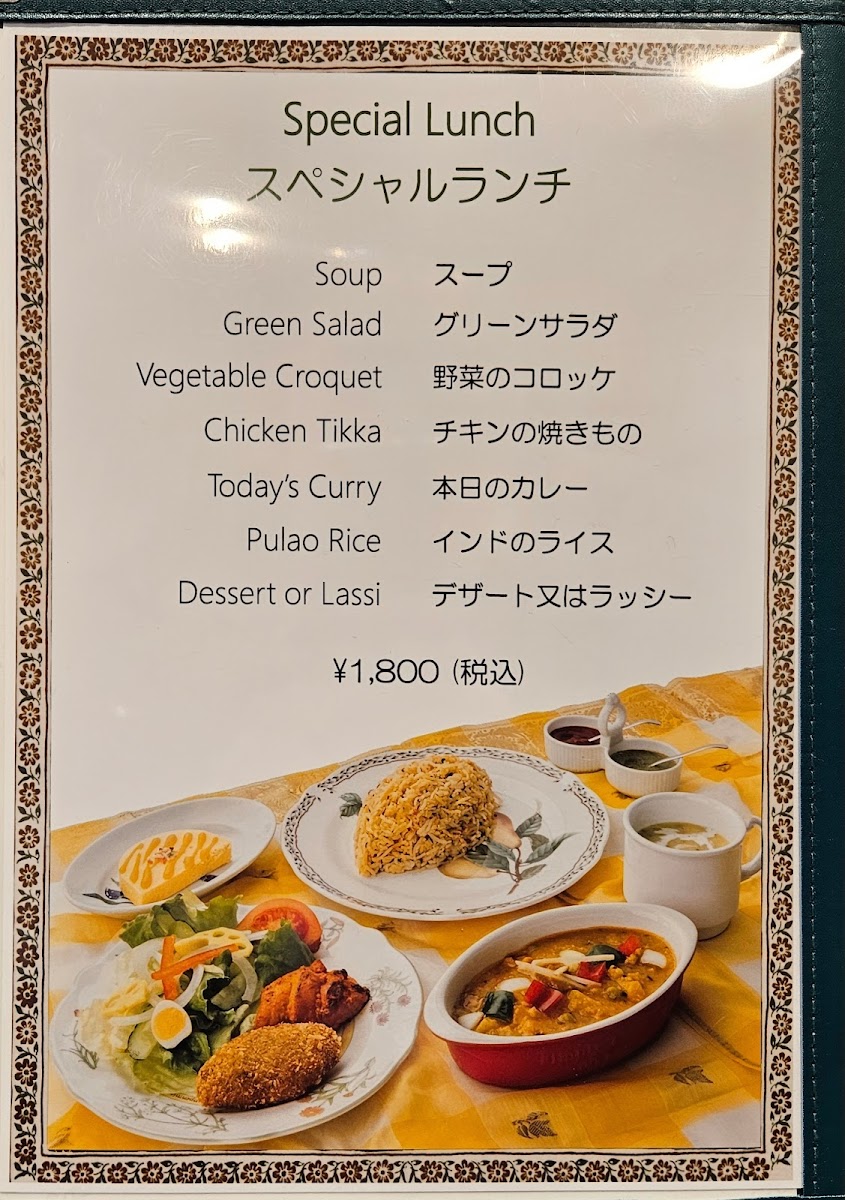 Special Lunch
スペシャルランチ
Soup スープ
Green Salad グリーンサラダ
Vegetable Croquet 野菜のコロッケ
Chicken Tikka チキンの焼きもの
Today's Curry 本日のカレー
Pulao Rice インドのライス
Dessert or Lassi デザート又はラッシー
¥1,800 (税込)